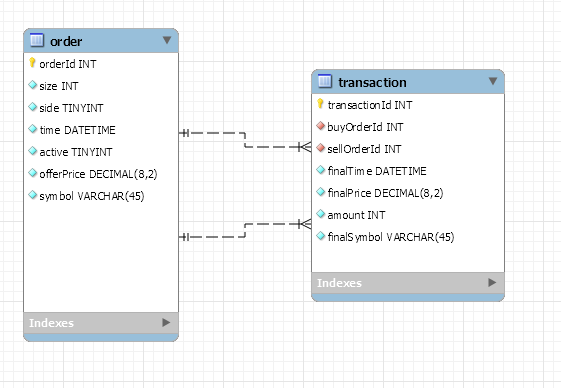 order
orderId INT
size INT
side TINYINT
time DATETIME
active TINYINT
offerPrice DECIMAL(8,2)
symbol VARCHAR(45)
Indexes
transaction
transactionId INT
buyOrderId INT
sellOrderId INT
finalTime DATETIME
finalPrice DECIMAL(8,2)
amount INT
finalSymbol VARCHAR(45)
Indexes